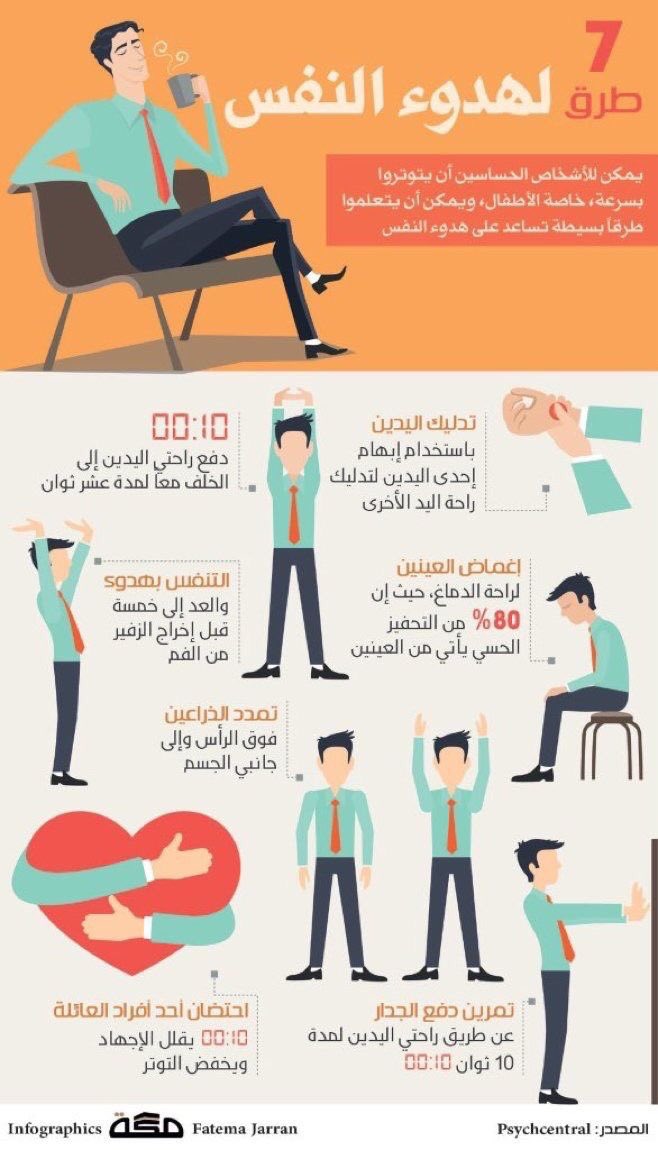 7
طرق
لهدوء النفس
يمكن للأشخاص الحساسين أن يتوتروا
بسرعة، خاصة الأطفال، ويمكن أن يتعلموا
طرقاً بسيطة تساعد على هدوء النفس
تدليك اليدين
باستخدام إبهام
إحدى اليدين لتدليك
راحة اليد الأخرى
00:10
دفع راحتي اليدين إلى
الخلف معا لمدة عشر ثوان
إغماض العينين
لراحة الدماغ، حيث إن
80% من التحفيز
الحسي يأتي من العينين
التنفس بهدوء
والعد إلى خمسة
قبل إخراج الزفير
من الفم
تمدد الذراعين
فوق الرأس وإلى
جانبي الجسم
تمرين دفع الجدار
عن طريق راحتي اليدين لمدة
10 ثوان 00:10
احتضان أحد أفراد العائلة
00:10 يقلل الإجهاد
ويخفض التوتر
المصدر: Psychcentral
Infographics مكة Fatema Jarran